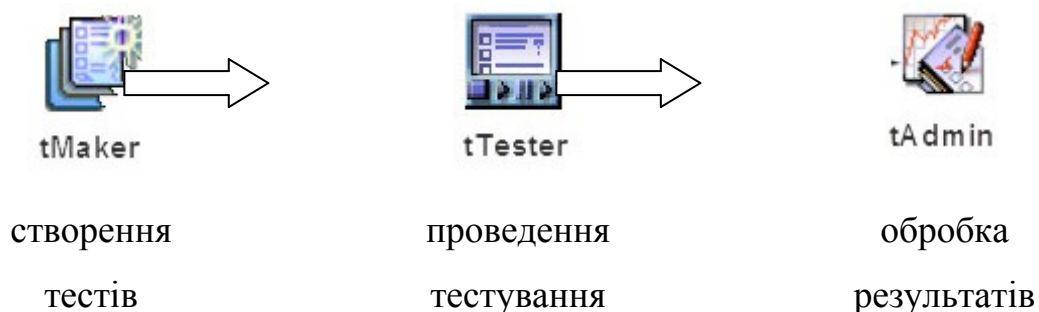 tMaker
tTester
tAdmin
створення
проведення
обробка
тестів
тестування
результатів